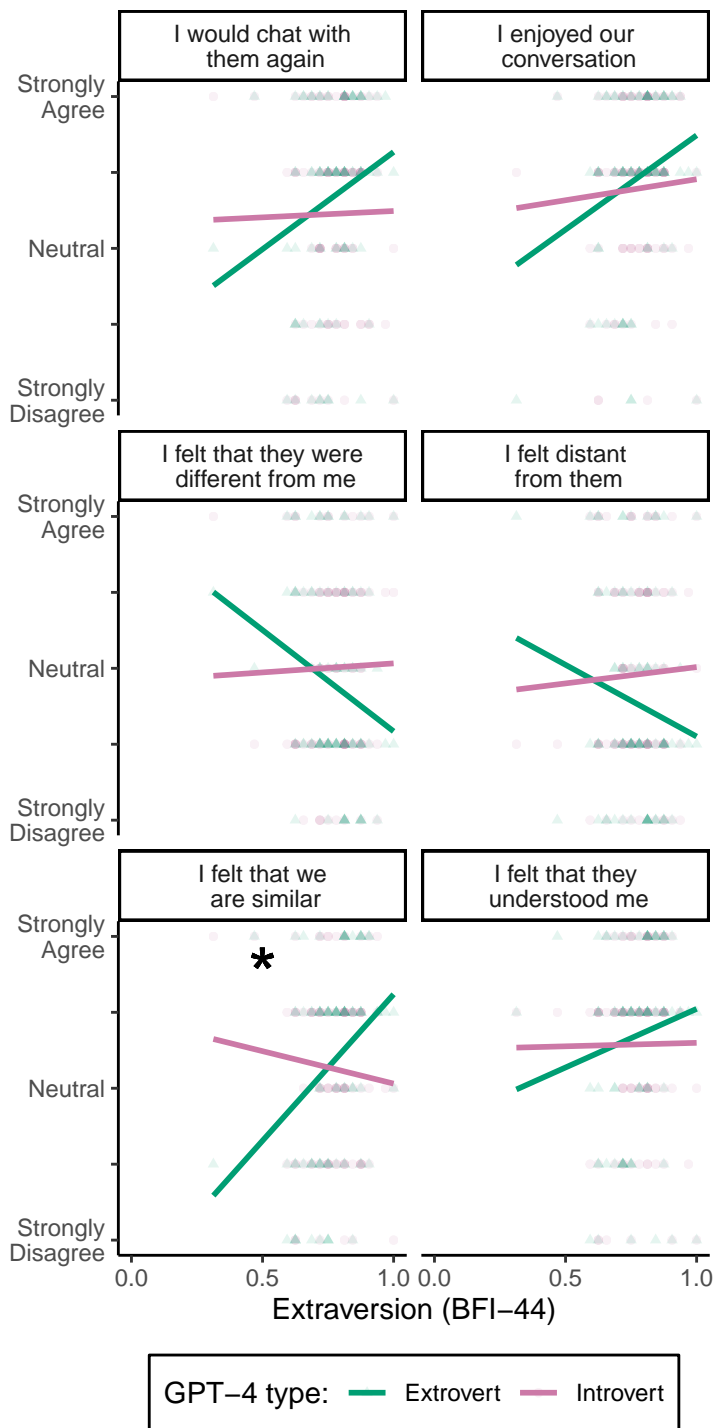 I would chat with
them again
I enjoyed our
conversation
Strongly
Agree
Neutral
Strongly
Disagree
I felt that they were
different from me
I felt distant
from them
Strongly
Agree
Neutral
Strongly
Disagree
I felt that we
are similar
I felt that they
understood me
Strongly
Agree
*
Neutral
Strongly
Disagree
0.0 0.5 1.0 0.0 0.5 1.0
Extraversion (BFI−44)
GPT−4 type: Extrovert Introvert